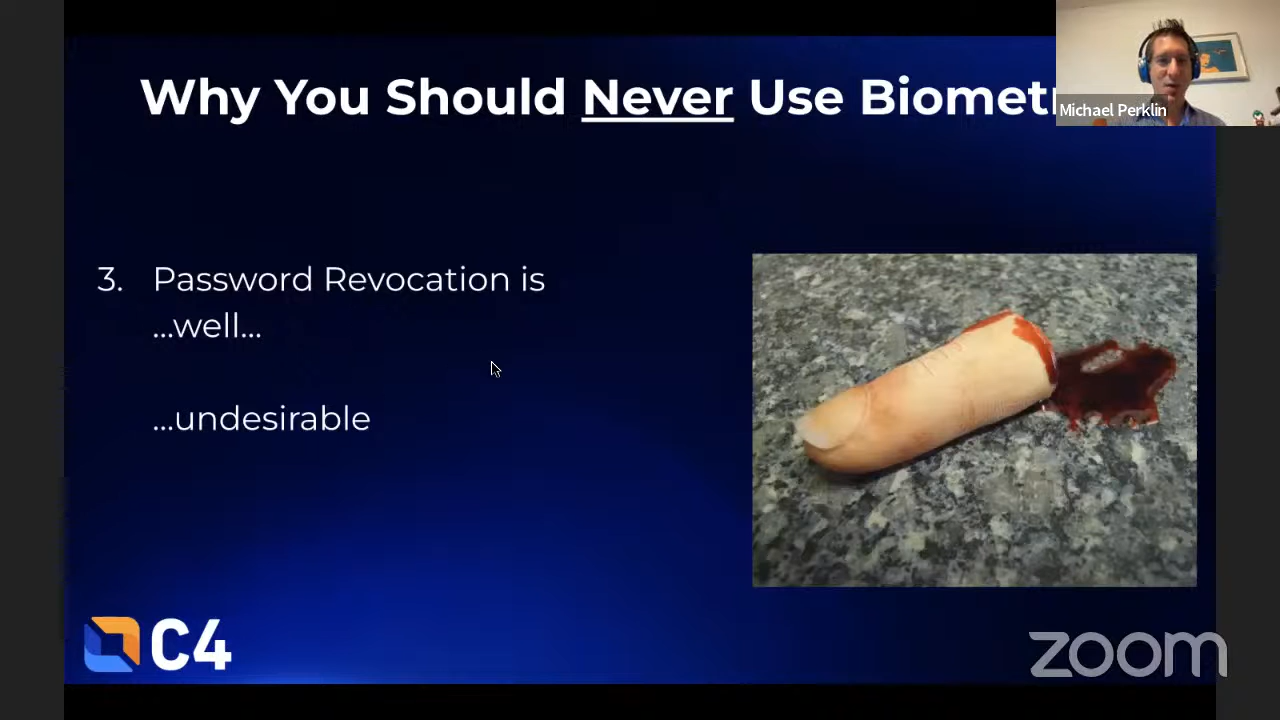 Why You Should Never Use Biomet
Michael Perklin
3. Password Revocation is
...well...
...undesirable
C4
zoom